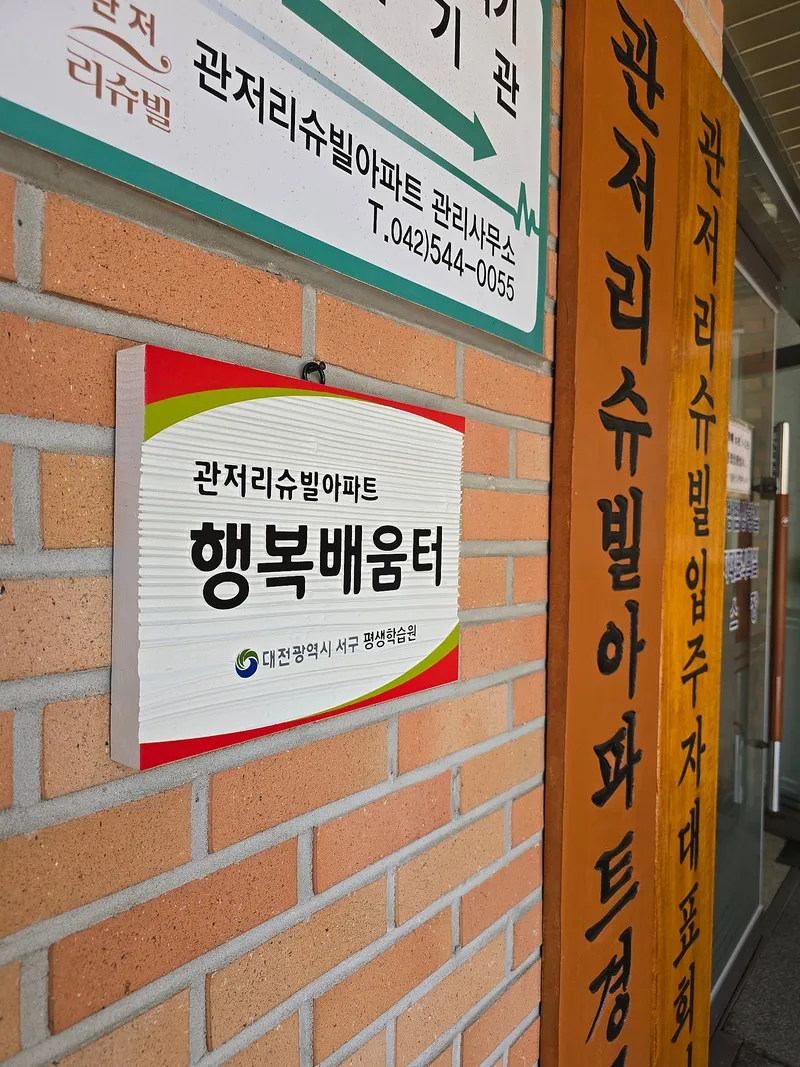 관저
리슈빌
기관
관저리슈빌아파트 관리사무소
T.042)544-0055
관저리슈빌아파트
행복배움터
대전광역시 서구 평생학습원
관저리슈빌아파트경
관저리슈빌입주자대표회